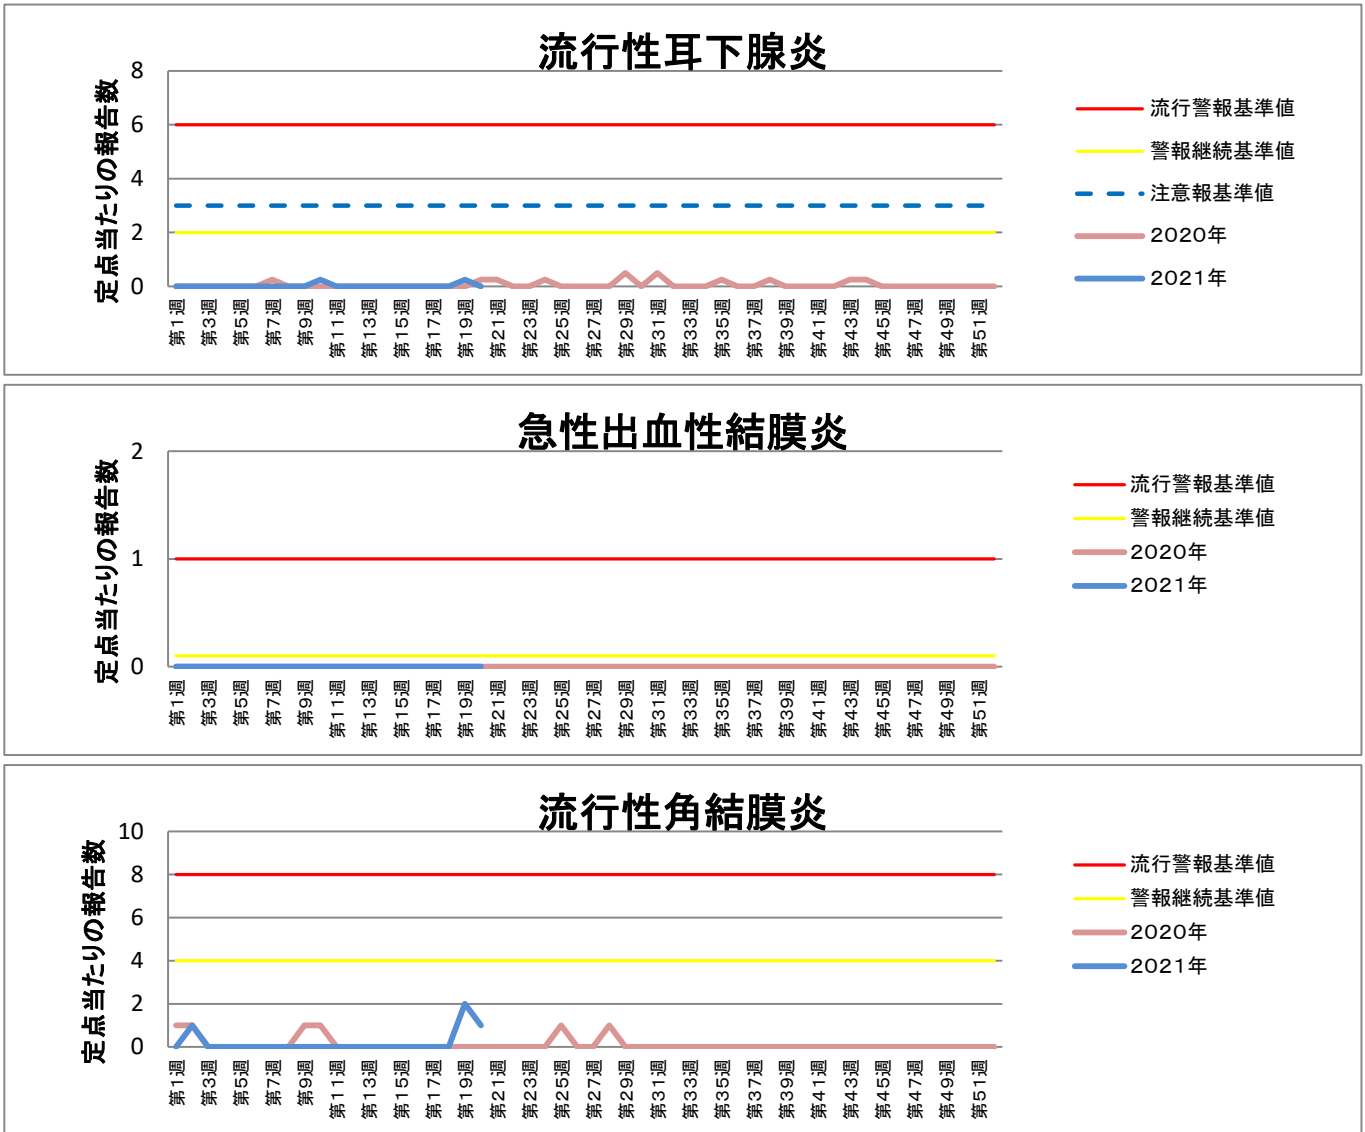 流行性耳下腺炎
定点当たりの報告数
8
6
4
2
0
第1週
第3週
第5週
第7週
第9週
第11週
第13週
第15週
第17週
第19週
第21週
第23週
第25週
第27週
第29週
第31週
第33週
第35週
第37週
第39週
第41週
第43週
第45週
第47週
第49週
第51週
流行警報基準値
警報継続基準値
注意報基準値
2020年
2021年
急性出血性結膜炎
定点当たりの報告数
2
1
0
第1週
第3週
第5週
第7週
第9週
第11週
第13週
第15週
第17週
第19週
第21週
第23週
第25週
第27週
第29週
第31週
第33週
第35週
第37週
第39週
第41週
第43週
第45週
第47週
第49週
第51週
流行警報基準値
警報継続基準値
2020年
2021年
流行性角結膜炎
定点当たりの報告数
10
8
6
4
2
0
第1週
第3週
第5週
第7週
第9週
第11週
第13週
第15週
第17週
第19週
第21週
第23週
第25週
第27週
第29週
第31週
第33週
第35週
第37週
第39週
第41週
第43週
第45週
第47週
第49週
第51週
流行警報基準値
警報継続基準値
2020年
2021年